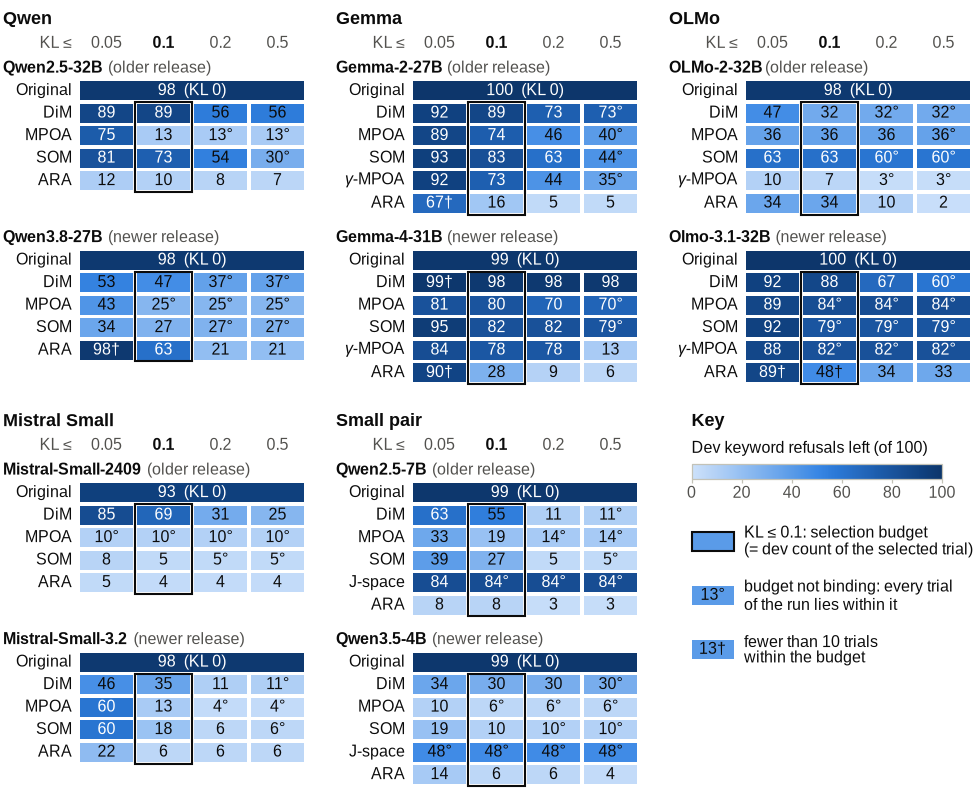 Qwen
KL ≤ 0.05 0.1 0.2 0.5
Qwen2.5-32B (older release)
Original 98 (KL 0)
DiM 89 89 56 56
MPOA 75 13 13° 13°
SOM 81 73 54 30°
ARA 12 10 8 7
Qwen3.8-27B (newer release)
Original 98 (KL 0)
DiM 53 47 37° 37°
MPOA 43 25° 25° 25°
SOM 34 27 27° 27°
ARA 98† 63 21 21
Gemma
KL ≤ 0.05 0.1 0.2 0.5
Gemma-2-27B (older release)
Original 100 (KL 0)
DiM 92 89 73 73°
MPOA 89 74 46 40°
SOM 93 83 63 44°
γ-MPOA 92 73 44 35°
ARA 67† 16 5 5
Gemma-4-31B (newer release)
Original 99 (KL 0)
DiM 99† 98 98 98
MPOA 81 80 70 70°
SOM 95 82 82 79°
γ-MPOA 84 78 78 13
ARA 90† 28 9 6
OLMo
KL ≤ 0.05 0.1 0.2 0.5
OLMo-2-32B (older release)
Original 98 (KL 0)
DiM 47 32 32° 32°
MPOA 36 36 36 36°
SOM 63 63 60° 60°
γ-MPOA 10 7 3° 3°
ARA 34 34 10 2
Olmo-3.1-32B (newer release)
Original 100 (KL 0)
DiM 92 88 67 60°
MPOA 89 84° 84° 84°
SOM 92 79° 79° 79°
γ-MPOA 88 82° 82° 82°
ARA 89† 48† 34 33
Mistral Small
KL ≤ 0.05 0.1 0.2 0.5
Mistral-Small-2409 (older release)
Original 93 (KL 0)
DiM 85 69 31 25
MPOA 10° 10° 10° 10°
SOM 8 5 5° 5°
ARA 5 4 4 4
Mistral-Small-3.2 (newer release)
Original 98 (KL 0)
DiM 46 35 11 11°
MPOA 60 13 4° 4°
SOM 60 18 6 6°
ARA 22 6 6 6
Small pair
KL ≤ 0.05 0.1 0.2 0.5
Qwen2.5-7B (older release)
Original 99 (KL 0)
DiM 63 55 11 11°
MPOA 33 19 14° 14°
SOM 39 27 5 5°
J-space 84 84° 84° 84°
ARA 8 8 3 3
Qwen3.5-4B (newer release)
Original 99 (KL 0)
DiM 34 30 30 30°
MPOA 10 6° 6° 6°
SOM 19 10 10° 10°
J-space 48° 48° 48° 48°
ARA 14 6 6 4
Key
Dev keyword refusals left (of 100)
0 20 40 60 80 100
KL ≤ 0.1: selection budget
(= dev count of the selected trial)
13° budget not binding: every trial
of the run lies within it
13† fewer than 10 trials
within the budget